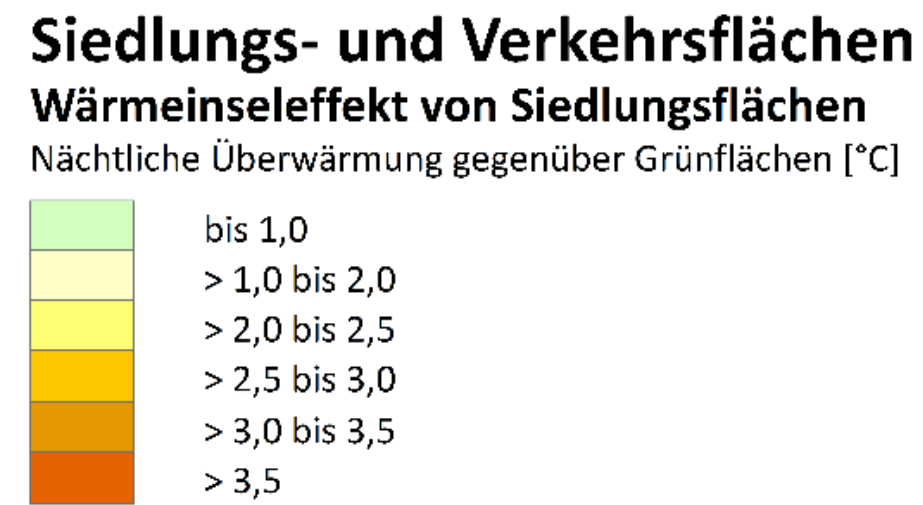 Siedlungs- und Verkehrsflächen
Wärmeinseleffekt von Siedlungsflächen
Nächtliche Überwärmung gegenüber Grünflächen [°C]
bis 1,0
> 1,0 bis 2,0
> 2,0 bis 2,5
> 2,5 bis 3,0
> 3,0 bis 3,5
> 3,5